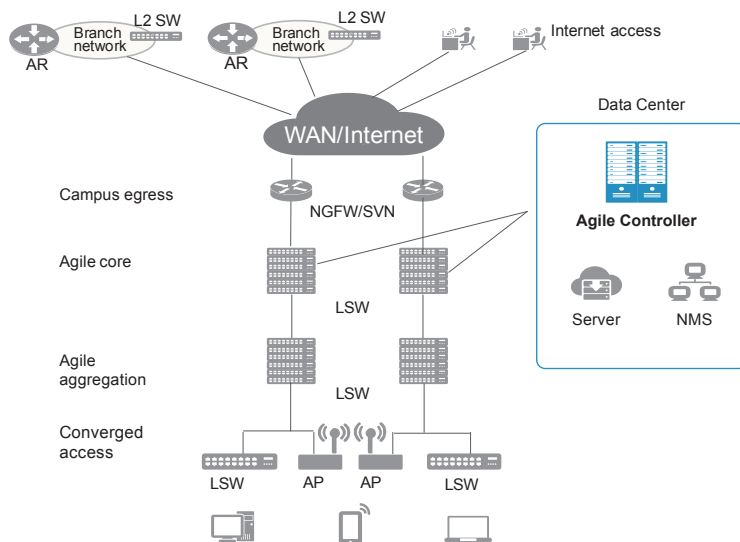 L2 SW
Branch
network
AR
L2 SW
Branch
network
AR
Internet access
WAN/Internet
Data Center
Agile Controller
Server
NMS
Campus egress
NGFW/SVN
Agile core
LSW
Agile
aggregation
LSW
Converged
access
LSW
AP
AP
LSW